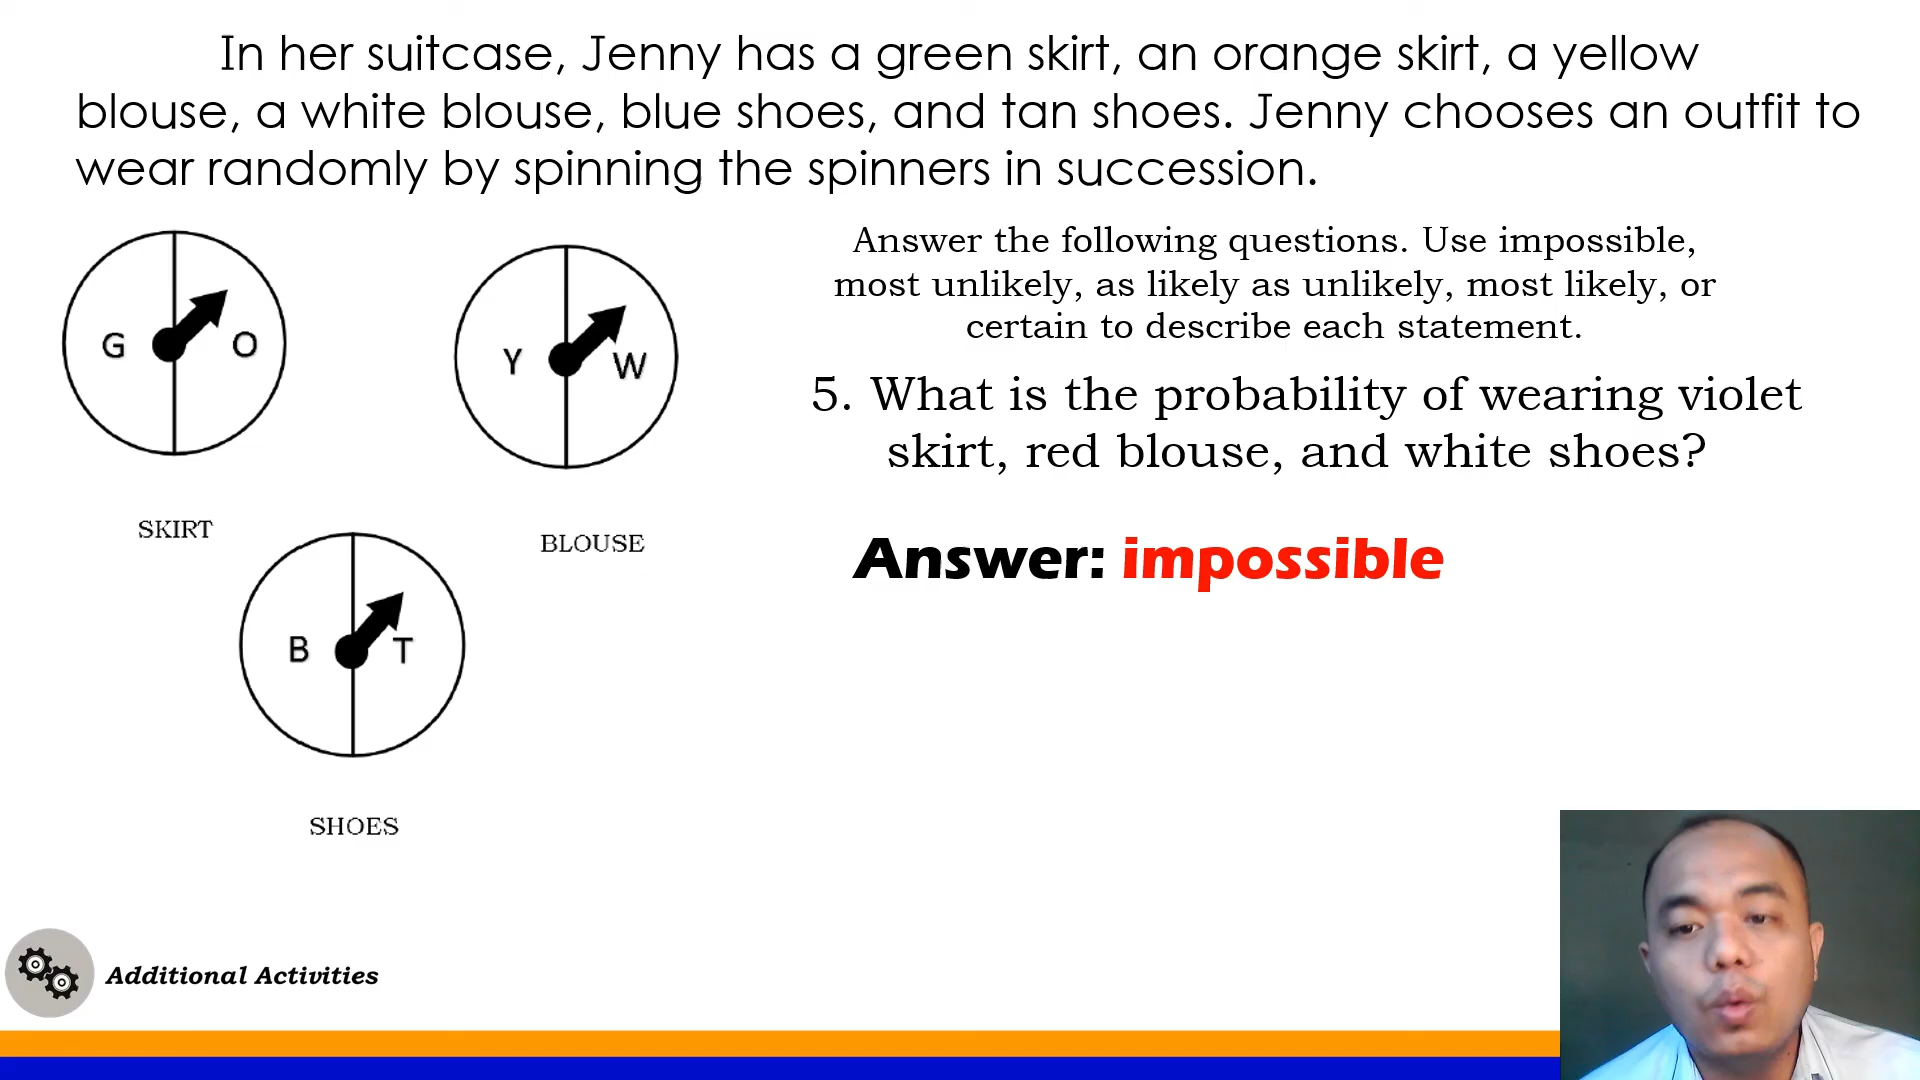 In her suitcase, Jenny has a green skirt, an orange skirt, a yellow
blouse, a white blouse, blue shoes, and tan shoes. Jenny chooses an outfit to
wear randomly by spinning the spinners in succession.
G O
SKIRT
Y W
BLOUSE
B T
SHOES
Answer the following questions. Use impossible,
most unlikely, as likely as unlikely, most likely, or
certain to describe each statement.
5. What is the probability of wearing violet
skirt, red blouse, and white shoes?
Answer: impossible
Additional Activities